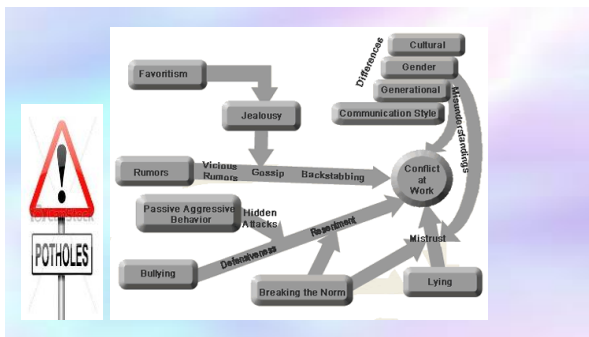 Differences
Cultural
Gender
Generational
Communication Style
Misunderstandings
Favoritism
Jealousy
Rumors
Vicious
Rumors
Gossip
Backstabbing
Conflict
at
Work
Passive Aggressive
Behavior
Hidden
Attacks
Defensiveness
Resentment
Mistrust
Bullying
Breaking the Norm
Lying
POTHOLES